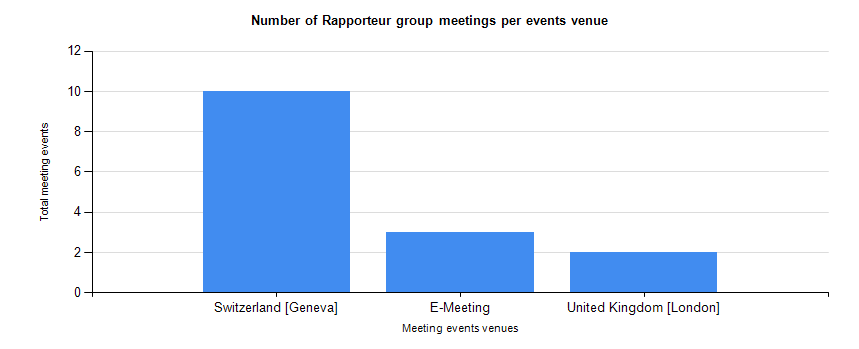 Number of Rapporteur group meetings per events venue
12
10
8
6
4
2
0
Total meeting events
Switzerland [Geneva]
E-Meeting
United Kingdom [London]
Meeting events venues